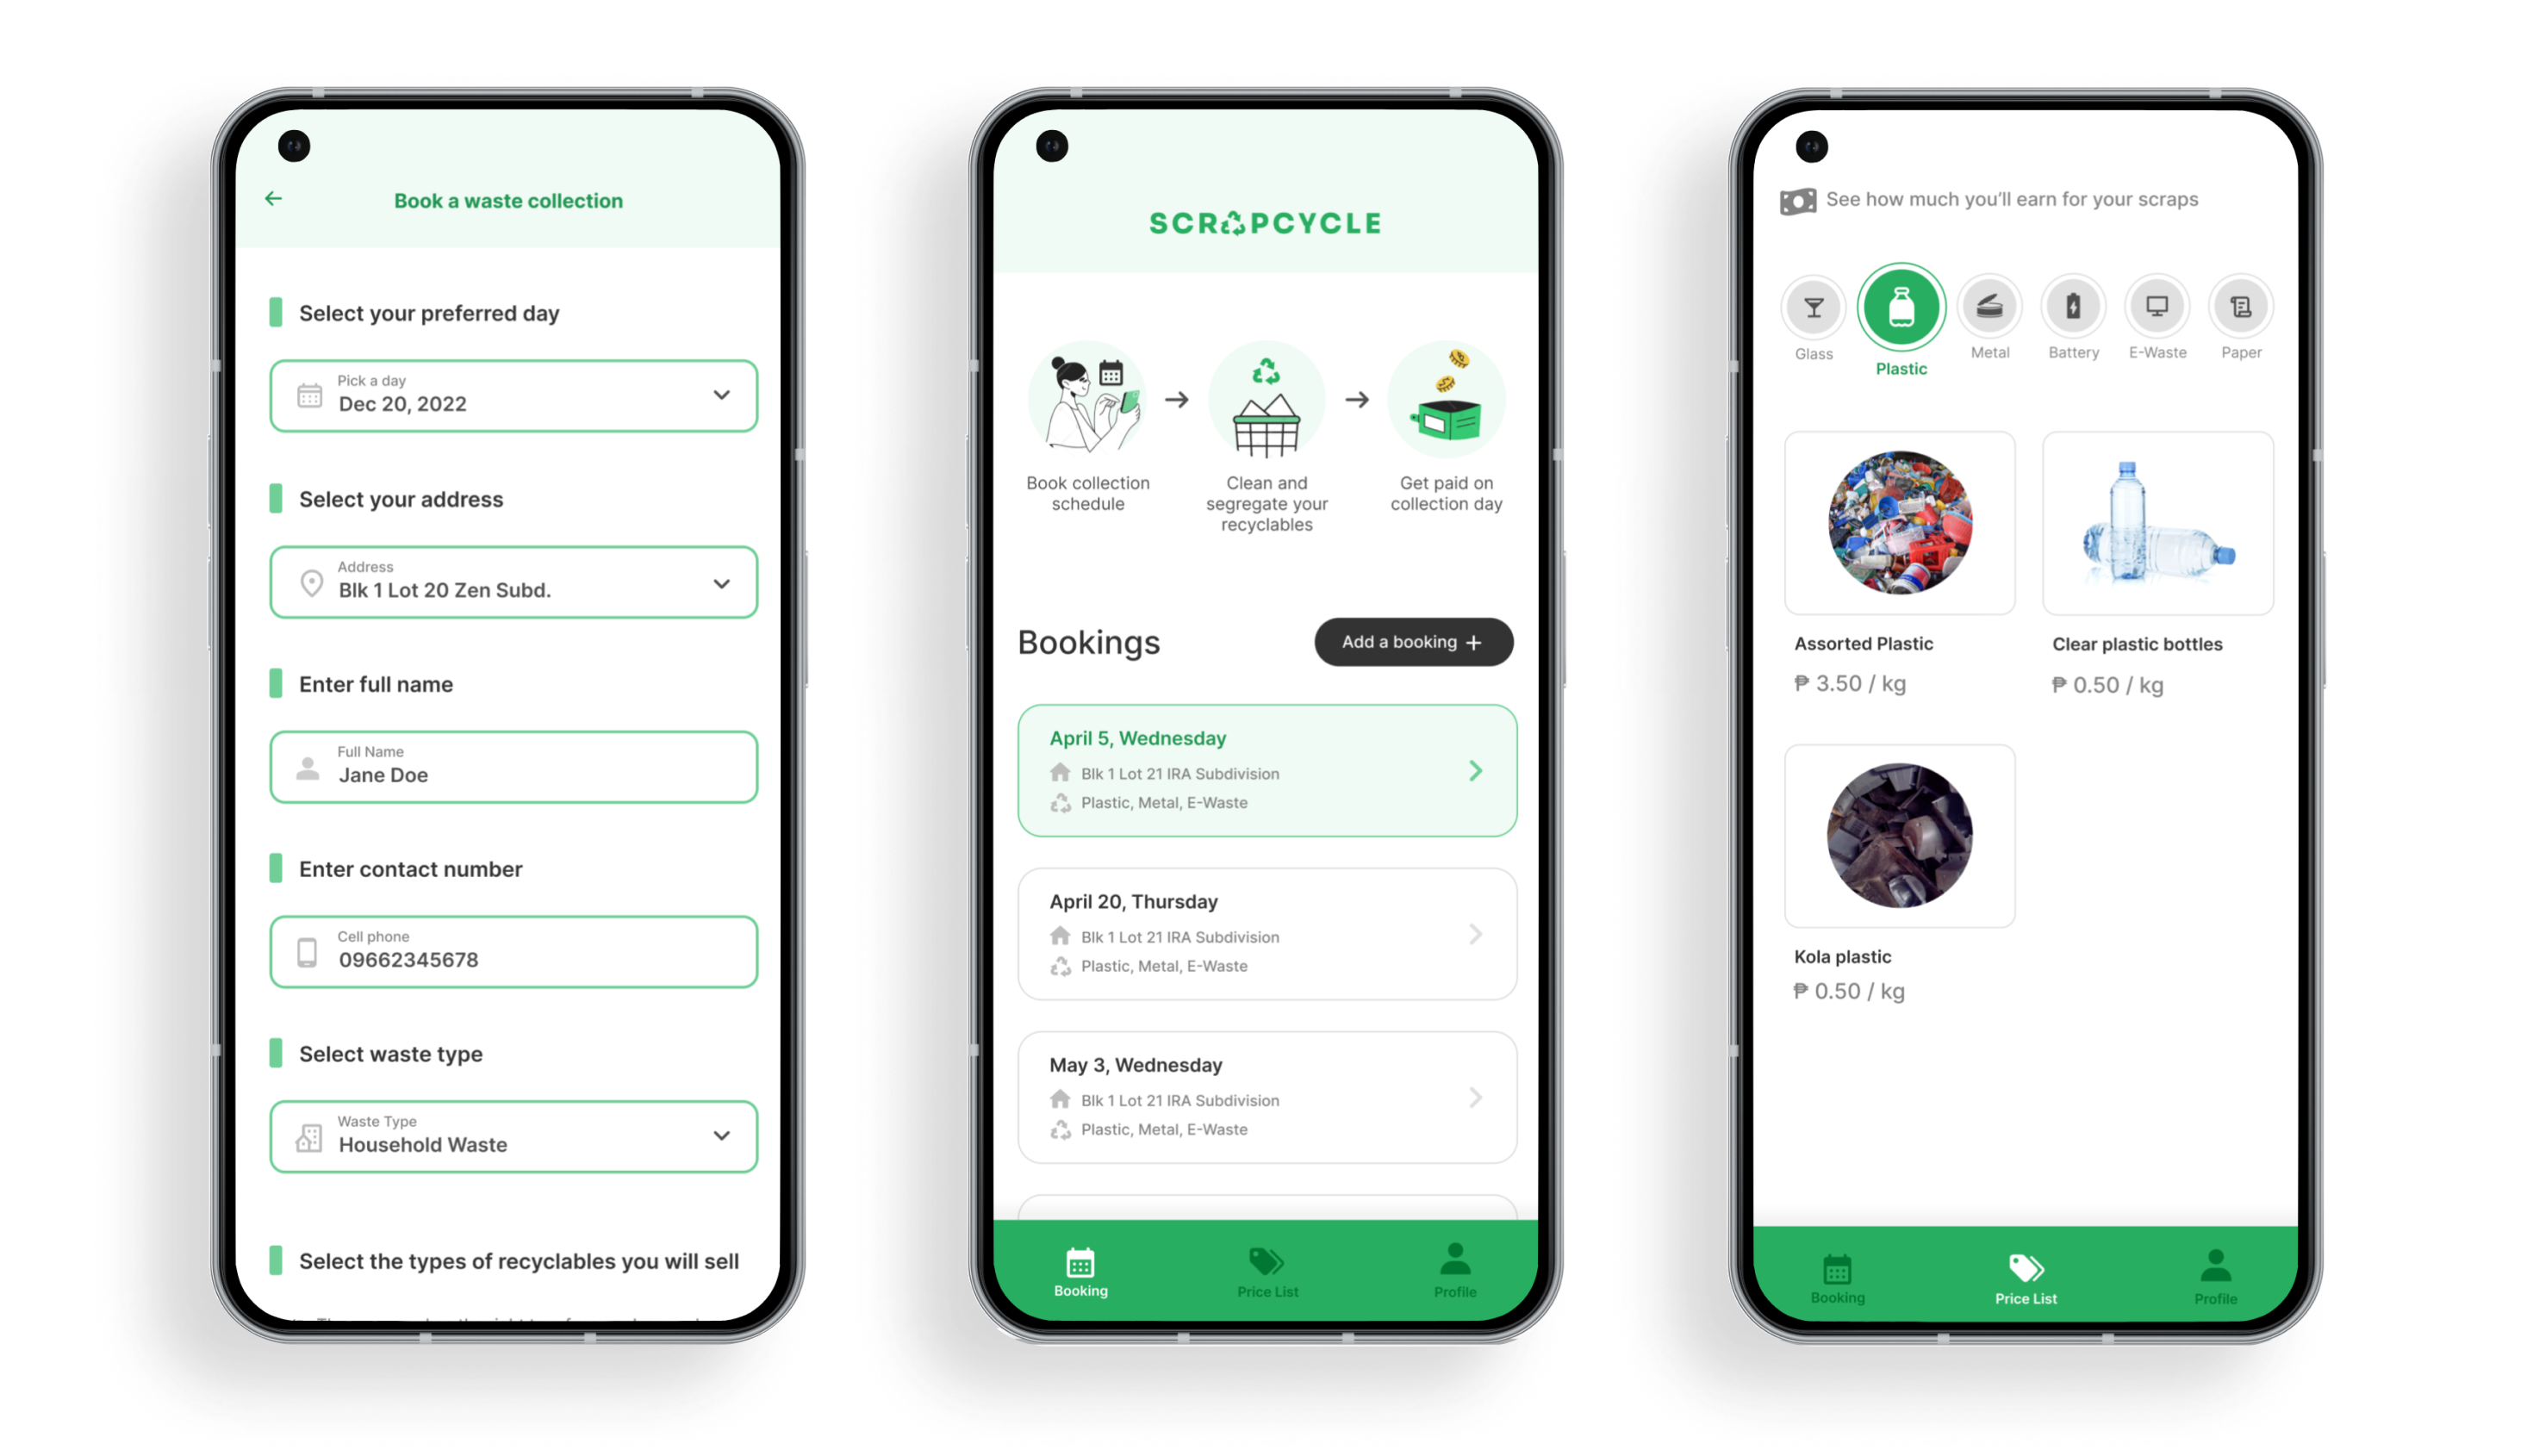 Book a waste collection
Select your preferred day
Pick a day
Dec 20, 2022
Select your address
Address
Blk 1 Lot 20 Zen Subd.
Enter full name
Full Name
Jane Doe
Enter contact number
Cell phone
09662345678
Select waste type
Waste Type
Household Waste
Select the types of recyclables you will sell
SCRAPCYCLE
Book collection
schedule
Clean and
segregate your
recyclables
Get paid on
collection day
Bookings
Add a booking +
April 5, Wednesday
Blk 1 Lot 21 IRA Subdivision
Plastic, Metal, E-Waste
April 20, Thursday
Blk 1 Lot 21 IRA Subdivision
Plastic, Metal, E-Waste
May 3, Wednesday
Blk 1 Lot 21 IRA Subdivision
Plastic, Metal, E-Waste
Booking
Price List
Profile
See how much you’ll earn for your scraps
Glass
Plastic
Metal
Battery
E-Waste
Paper
Assorted Plastic
₱ 3.50 / kg
Clear plastic bottles
₱ 0.50 / kg
Kola plastic
₱ 0.50 / kg
Booking
Price List
Profile